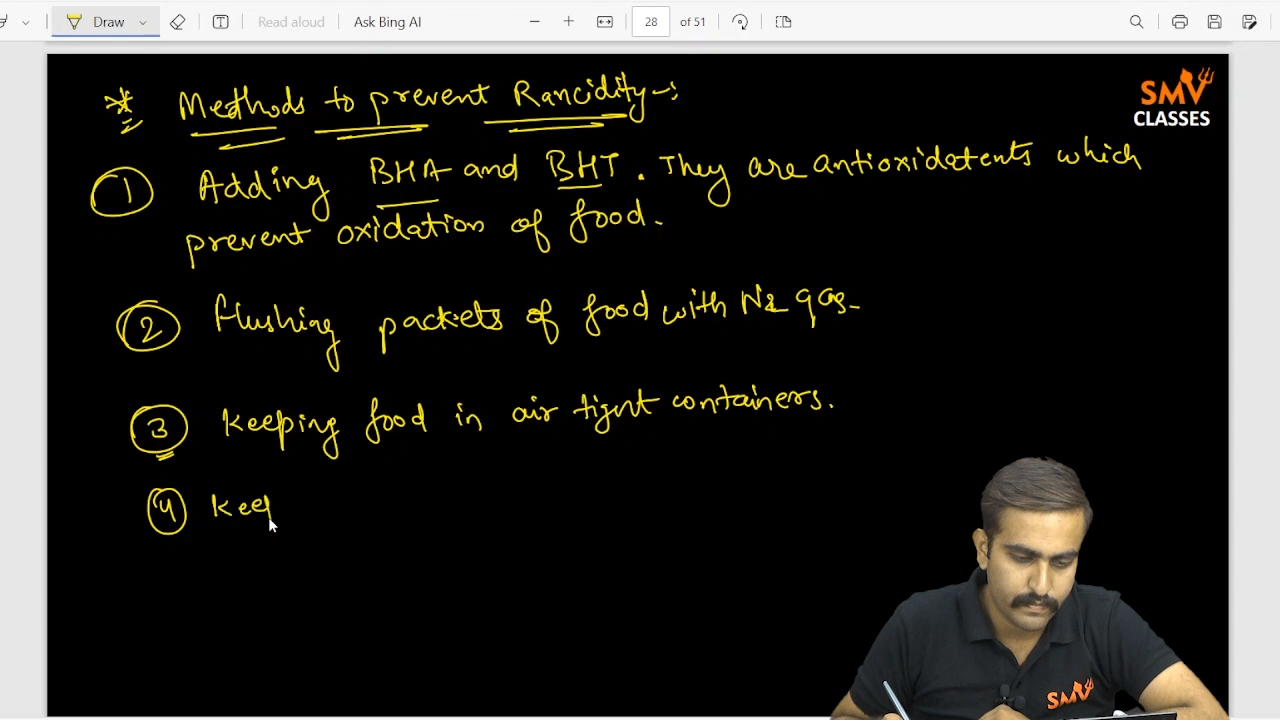 Draw
Read aloud
Ask Bing AI
28 of 51
SMV
CLASSES
* Methods to prevent Rancidity-:
① Adding BHA and BHT. They are antioxidatents which
prevent oxidation of food.
② Flushing packets of food with N2 gas.
③ Keeping food in air tight containers.
④ Keep
SMV
CLASSES